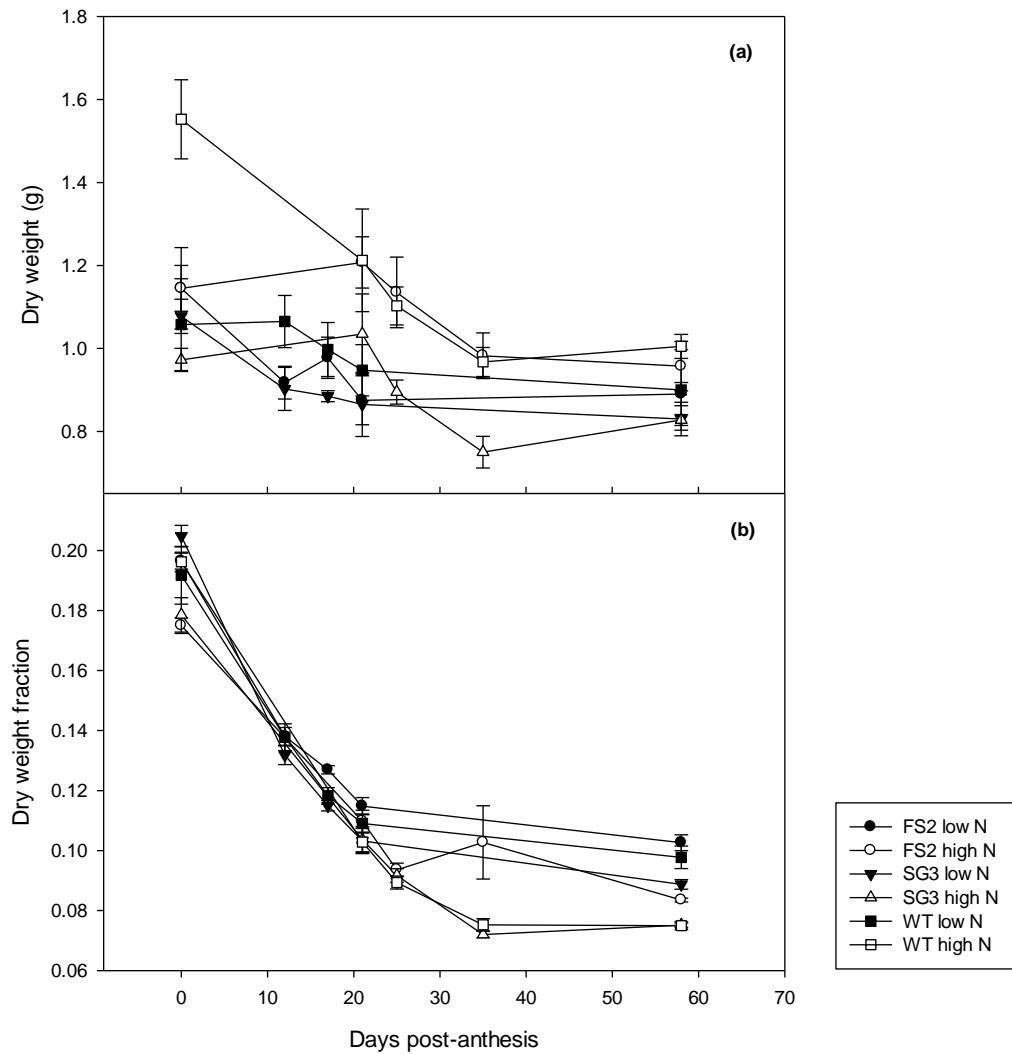 1.8
(a)
1.6
1.4
1.2
1.0
0.8
Dry weight (g)
(b)
0.20
0.18
0.16
0.14
0.12
0.10
0.08
0.06
Dry weight fraction
0 10 20 30 40 50 60 70
Days post-anthesis
FS2 low N
FS2 high N
SG3 low N
SG3 high N
WT low N
WT high N